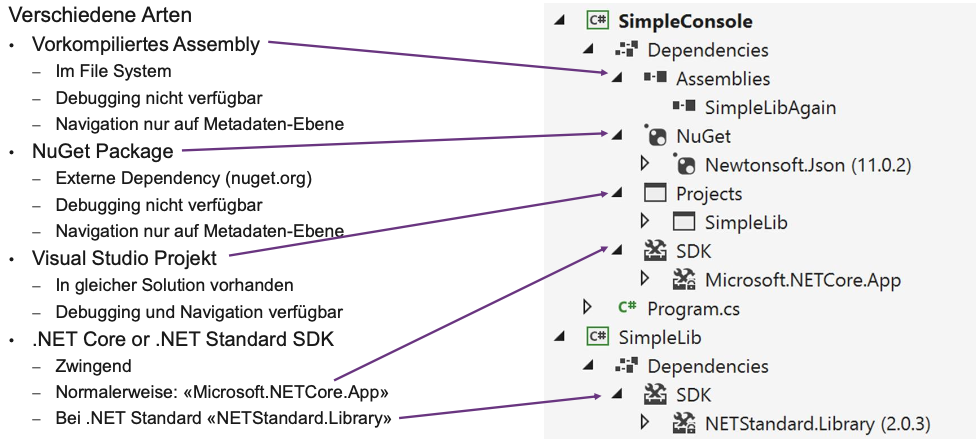 Verschiedene Arten
• Vorkompiliertes Assembly
– Im File System
– Debugging nicht verfügbar
– Navigation nur auf Metadaten-Ebene
• NuGet Package
– Externe Dependency (nuget.org)
– Debugging nicht verfügbar
– Navigation nur auf Metadaten-Ebene
• Visual Studio Projekt
– In gleicher Solution vorhanden
– Debugging und Navigation verfügbar
• .NET Core or .NET Standard SDK
– Zwingend
– Normalerweise: «Microsoft.NETCore.App»
– Bei .NET Standard «NETStandard.Library»
C# SimpleConsole
Dependencies
Assemblies
SimpleLibAgain
NuGet
Newtonsoft.Json (11.0.2)
Projects
SimpleLib
SDK
Microsoft.NETCore.App
C# Program.cs
C# SimpleLib
Dependencies
SDK
NETStandard.Library (2.0.3)